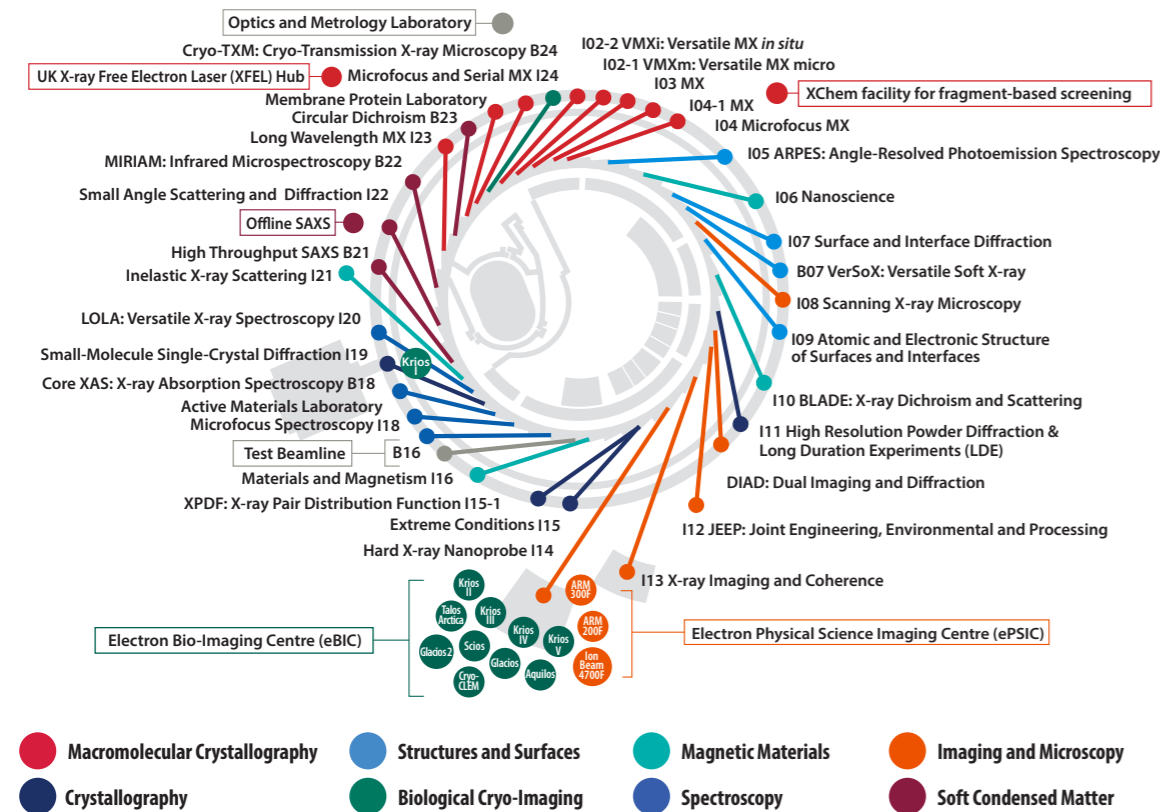 Optics and Metrology Laboratory
Cryo-TXM: Cryo-Transmission X-ray Microscopy B24
UK X-ray Free Electron Laser (XFEL) Hub
Microfocus and Serial MX I24
Membrane Protein Laboratory
Circular Dichroism B23
Long Wavelength MX I23
MIRIAM: Infrared Microspectroscopy B22
Small Angle Scattering and Diffraction I22
Offline SAXS
High Throughput SAXS B21
Inelastic X-ray Scattering I21
LOLA: Versatile X-ray Spectroscopy I20
Small-Molecule Single-Crystal Diffraction I19
Krios
I
Core XAS: X-ray Absorption Spectroscopy B18
Active Materials Laboratory
Microfocus Spectroscopy I18
Test Beamline
B16
Materials and Magnetism I16
XPDF: X-ray Pair Distribution Function I15-1
Extreme Conditions I15
Hard X-ray Nanoprobe I14
I02-2 VMXi: Versatile MX in situ
I02-1 VMXm: Versatile MX micro
I03 MX
XChem facility for fragment-based screening
I04-1 MX
I04 Microfocus MX
I05 ARPES: Angle-Resolved Photoemission Spectroscopy
I06 Nanoscience
I07 Surface and Interface Diffraction
B07 VerSoX: Versatile Soft X-ray
I08 Scanning X-ray Microscopy
I09 Atomic and Electronic Structure
of Surfaces and Interfaces
I10 BLADE: X-ray Dichroism and Scattering
I11 High Resolution Powder Diffraction &
Long Duration Experiments (LDE)
DIAD: Dual Imaging and Diffraction
I12 JEEP: Joint Engineering, Environmental and Processing
I13 X-ray Imaging and Coherence
Electron Bio-Imaging Centre (eBIC)
Krios
II
Talos
Arctica
Krios
III
Krios
IV
Krios
V
Glacios 2
Scios
Glacios
Aquilos
Cryo-
CLEM
ARM
300F
ARM
200F
Ion
Beam
4700F
Electron Physical Science Imaging Centre (ePSIC)
Macromolecular Crystallography
Structures and Surfaces
Magnetic Materials
Imaging and Microscopy
Crystallography
Biological Cryo-Imaging
Spectroscopy
Soft Condensed Matter